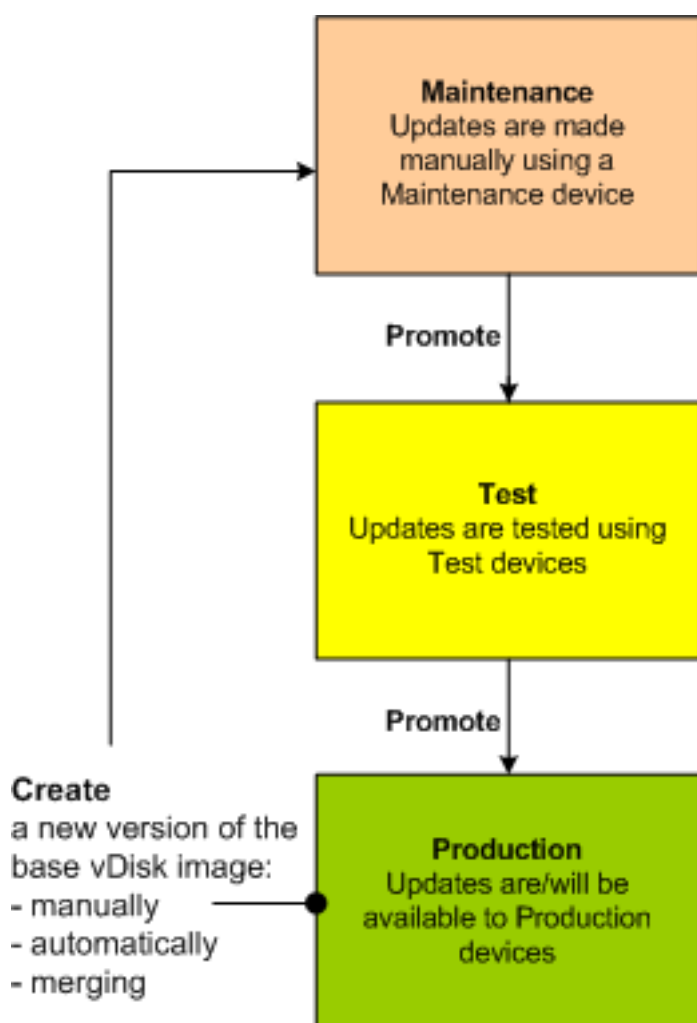 Maintenance
Updates are made
manually using a
Maintenance device
Promote
Test
Updates are tested using
Test devices
Promote
Production
Updates are/will be
available to Production
devices
Create
a new version of the
base vDisk image:
- manually
- automatically
- merging